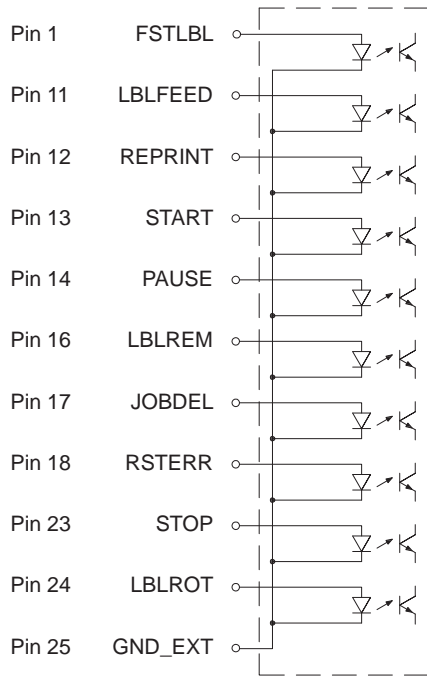 Pin 1 FSTLBL
Pin 11 LBLFEED
Pin 12 REPRINT
Pin 13 START
Pin 14 PAUSE
Pin 16 LBLREM
Pin 17 JOBDEL
Pin 18 RSTERR
Pin 23 STOP
Pin 24 LBLROT
Pin 25 GND_EXT